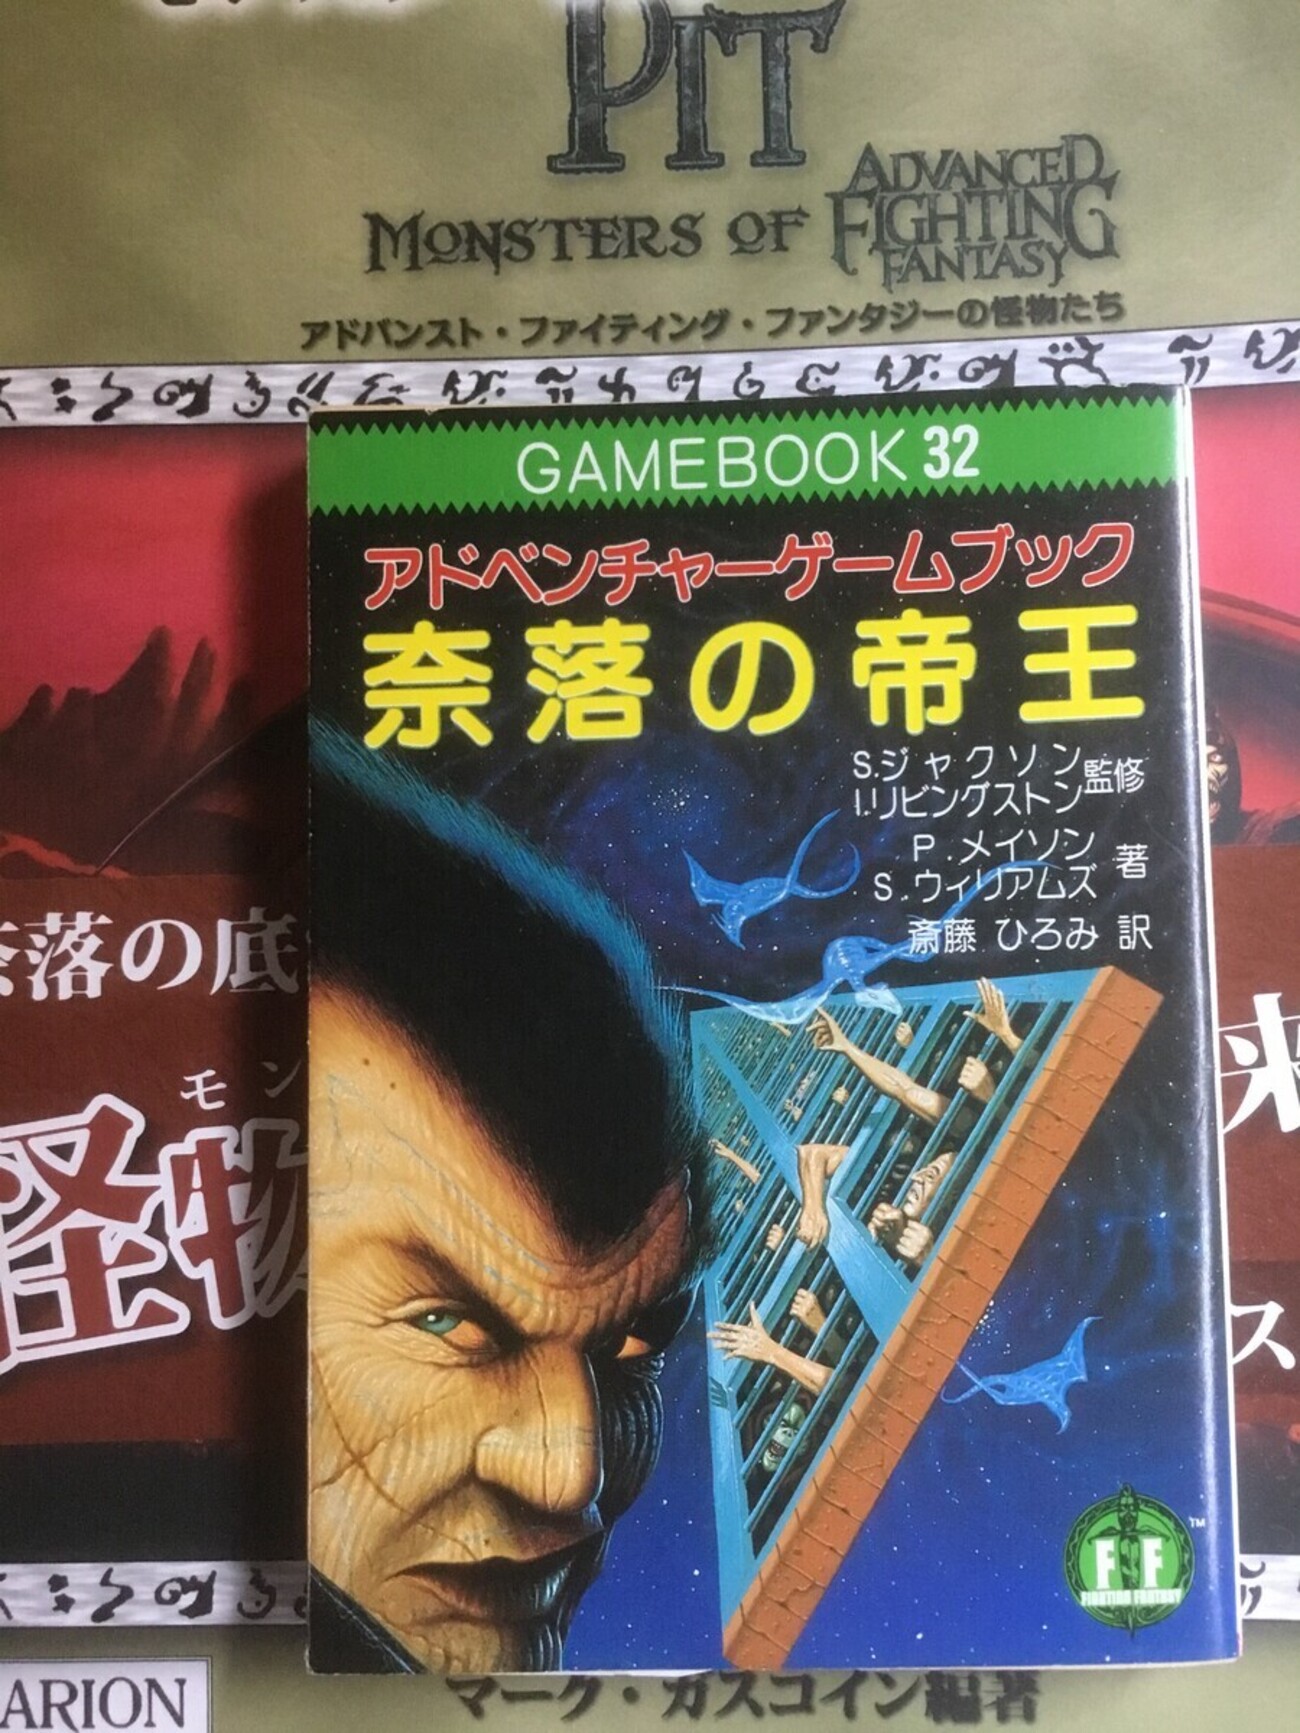 PIT
MONSTERS OF ADVANCED FIGHTING FANTASY
アドバンスト・ファイティング・ファンタジーの怪物たち
GAMEBOOK 32
アドベンチャーゲームブック
奈落の帝王
S.ジャクソン
I.リビングストン
監修
P.メイソン
S.ウィリアムズ
著
斎藤 ひろみ 訳
奈落の底
来
モン
怪物
ス
FF
TM
FIGHTING FANTASY
ARION
マーク・ガスコイン編著